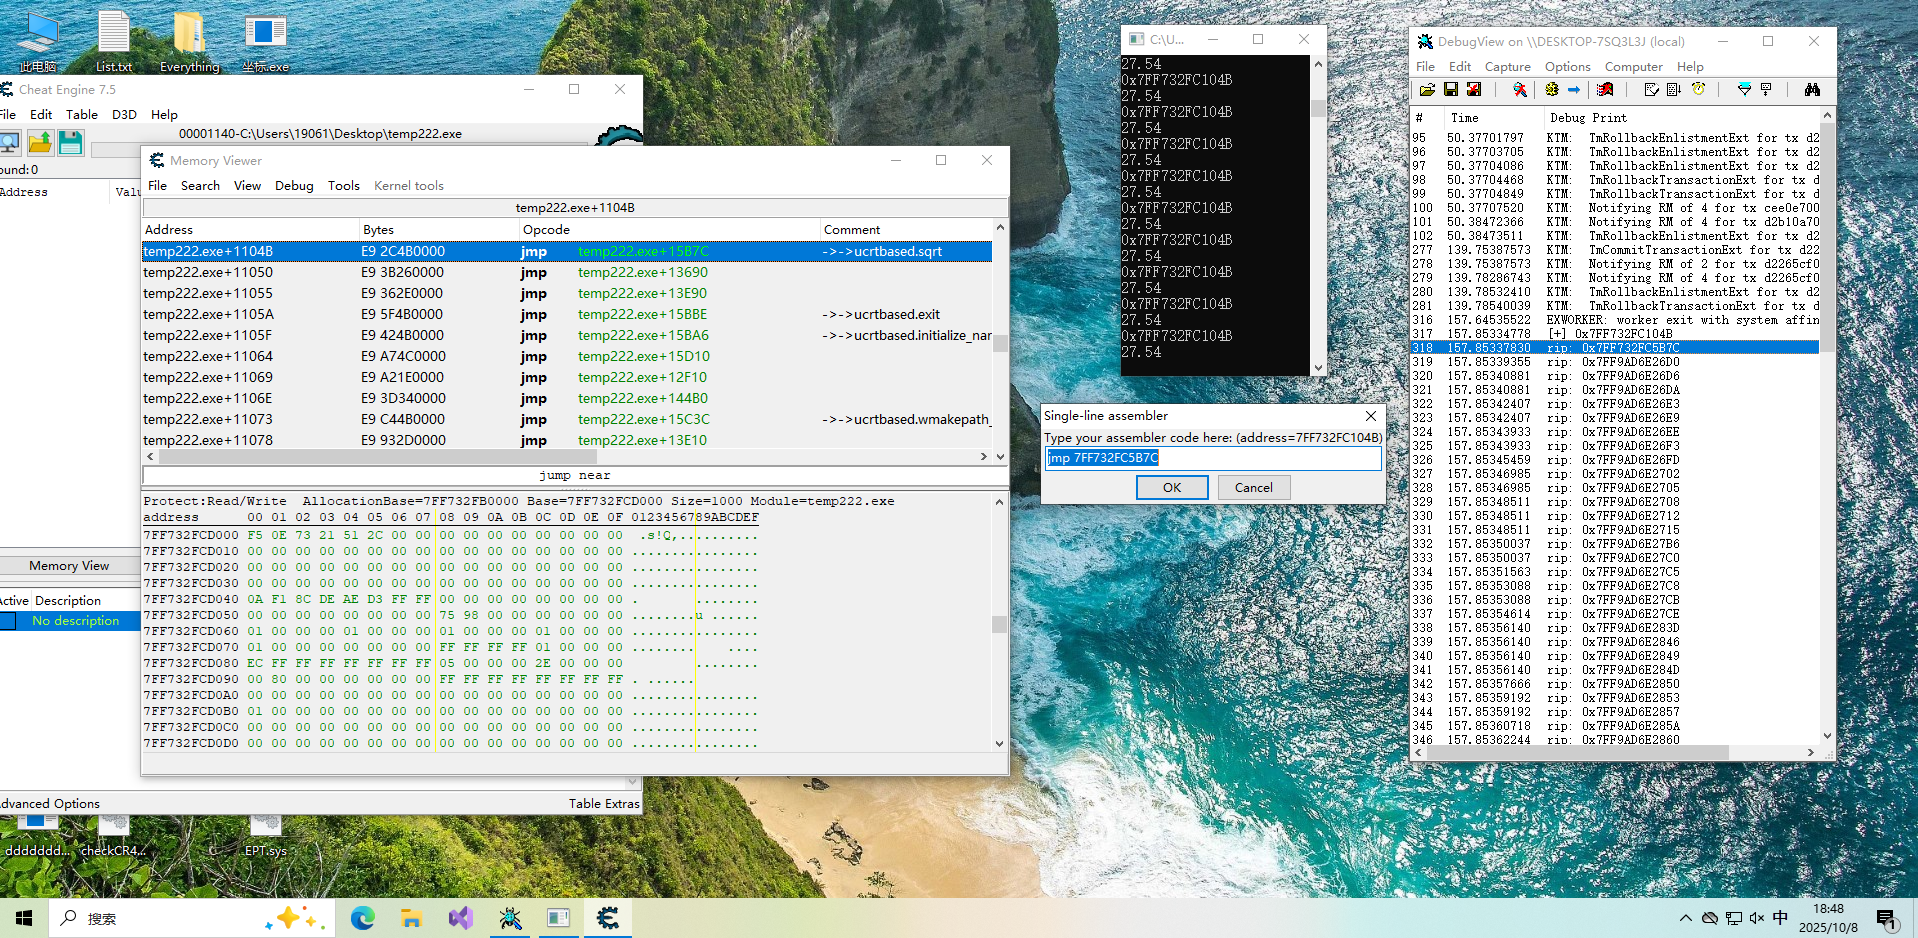 此电脑
List.txt
Everything
坐标.exe
Cheat Engine 7.5
File Edit Table D3D Help
00001140-C:\Users\19061\Desktop\temp222.exe
ound:0
Address Valu
Memory View
Active Description
No description
dvanced Options Table Extras
Memory Viewer
File Search View Debug Tools Kernel tools
temp222.exe+1104B
Address Bytes Opcode Comment
temp222.exe+1104B E9 2C4B0000 jmp temp222.exe+15B7C ->->ucrtbased.sqrt
temp222.exe+11050 E9 3B260000 jmp temp222.exe+13690
temp222.exe+11055 E9 362E0000 jmp temp222.exe+13E90
temp222.exe+1105A E9 5F4B0000 jmp temp222.exe+15BBE ->->ucrtbased.exit
temp222.exe+1105F E9 424B0000 jmp temp222.exe+15BA6 ->->ucrtbased.initialize_nar
temp222.exe+11064 E9 A74C0000 jmp temp222.exe+15D10
temp222.exe+11069 E9 A21E0000 jmp temp222.exe+12F10
temp222.exe+1106E E9 3D340000 jmp temp222.exe+144B0
temp222.exe+11073 E9 C44B0000 jmp temp222.exe+15C3C ->->ucrtbased.wmakepath_
temp222.exe+11078 E9 932D0000 jmp temp222.exe+13E10
jump near
Protect:Read/Write AllocationBase=7FF732FB0000 Base=7FF732FCD000 Size=1000 Module=temp222.exe
address 00 01 02 03 04 05 06 07 08 09 0A 0B 0C 0D 0E 0F 0123456789ABCDEF
7FF732FCD000 F5 0E 73 21 51 2C 00 00 00 00 00 00 00 00 00 00 .s!Q,..........
7FF732FCD010 00 00 00 00 00 00 00 00 00 00 00 00 00 00 00 00 ................
7FF732FCD020 00 00 00 00 00 00 00 00 00 00 00 00 00 00 00 00 ................
7FF732FCD030 00 00 00 00 00 00 00 00 00 00 00 00 00 00 00 00 ................
7FF732FCD040 0A F1 8C DE AE D3 FF FF 00 00 00 00 00 00 00 00 . ........
7FF732FCD050 00 00 00 00 00 00 00 00 75 98 00 00 00 00 00 00 ........u ......
7FF732FCD060 01 00 00 00 01 00 00 00 01 00 00 00 01 00 00 00 ................
7FF732FCD070 01 00 00 00 00 00 00 00 FF FF FF FF 01 00 00 00 ........ ....
7FF732FCD080 EC FF FF FF FF FF FF FF 05 00 00 00 2E 00 00 00 ........
7FF732FCD090 00 80 00 00 00 00 00 00 FF FF FF FF FF FF FF FF . ......
7FF732FCD0A0 00 00 00 00 00 00 00 00 00 00 00 00 00 00 00 00 ................
7FF732FCD0B0 01 00 00 00 00 00 00 00 00 00 00 00 00 00 00 00 ................
7FF732FCD0C0 00 00 00 00 00 00 00 00 00 00 00 00 00 00 00 00 ................
7FF732FCD0D0 00 00 00 00 00 00 00 00 00 00 00 00 00 00 00 00 ................
C:\U...
27.54
0x7FF732FC104B
27.54
0x7FF732FC104B
27.54
0x7FF732FC104B
27.54
0x7FF732FC104B
27.54
0x7FF732FC104B
27.54
0x7FF732FC104B
27.54
0x7FF732FC104B
27.54
0x7FF732FC104B
27.54
0x7FF732FC104B
27.54
Single-line assembler
Type your assembler code here: (address=7FF732FC104B)
jmp 7FF732FC5B7C
OK Cancel
DebugView on \\DESKTOP-7SQ3L3J (local)
File Edit Capture Options Computer Help
# Time Debug Print
95 50.37701797 KTM: TmRollbackEnlistmentExt for tx d2
96 50.37703705 KTM: TmRollbackEnlistmentExt for tx d2
97 50.37704086 KTM: TmRollbackEnlistmentExt for tx d2
98 50.37704468 KTM: TmRollbackTransactionExt for tx d
99 50.37704849 KTM: TmRollbackTransactionExt for tx d
100 50.37707520 KTM: Notifying RM of 4 for tx cee0e700
101 50.38472366 KTM: Notifying RM of 4 for tx d2b10a70
102 50.38473511 KTM: TmRollbackEnlistmentExt for tx d2
277 139.75387573 KTM: TmCommitTransactionExt for tx d22
278 139.75387573 KTM: Notifying RM of 2 for tx d2265cf0
279 139.78286743 KTM: Notifying RM of 4 for tx d2265cf0
280 139.78532410 KTM: TmRollbackEnlistmentExt for tx d2
281 139.78540039 KTM: TmRollbackTransactionExt for tx d
316 157.64535522 EXWORKER: worker exit with system affin
317 157.85334778 [+] 0x7FF732FC104B
318 157.85337830 rip: 0x7FF732FC5B7C
319 157.85339355 rip: 0x7FF9AD6E26D0
320 157.85340881 rip: 0x7FF9AD6E26D6
321 157.85340881 rip: 0x7FF9AD6E26DA
322 157.85342407 rip: 0x7FF9AD6E26E3
323 157.85342407 rip: 0x7FF9AD6E26E9
324 157.85343933 rip: 0x7FF9AD6E26EE
325 157.85343933 rip: 0x7FF9AD6E26F3
326 157.85345459 rip: 0x7FF9AD6E26FD
327 157.85346985 rip: 0x7FF9AD6E2702
328 157.85346985 rip: 0x7FF9AD6E2705
329 157.85348511 rip: 0x7FF9AD6E2708
330 157.85348511 rip: 0x7FF9AD6E2712
331 157.85348511 rip: 0x7FF9AD6E2715
332 157.85350037 rip: 0x7FF9AD6E27B6
333 157.85350037 rip: 0x7FF9AD6E27C0
334 157.85351563 rip: 0x7FF9AD6E27C5
335 157.85353088 rip: 0x7FF9AD6E27C8
336 157.85353088 rip: 0x7FF9AD6E27CB
337 157.85354614 rip: 0x7FF9AD6E27CE
338 157.85356140 rip: 0x7FF9AD6E283D
339 157.85356140 rip: 0x7FF9AD6E2846
340 157.85356140 rip: 0x7FF9AD6E2849
341 157.85356140 rip: 0x7FF9AD6E284D
342 157.85357666 rip: 0x7FF9AD6E2850
343 157.85359192 rip: 0x7FF9AD6E2853
344 157.85359192 rip: 0x7FF9AD6E2857
345 157.85360718 rip: 0x7FF9AD6E285A
346 157.85362244 rip: 0x7FF9AD6E2860
ddddddd...
checkCR4...
EPT.sys
搜索
中
18:48
2025/10/8
1